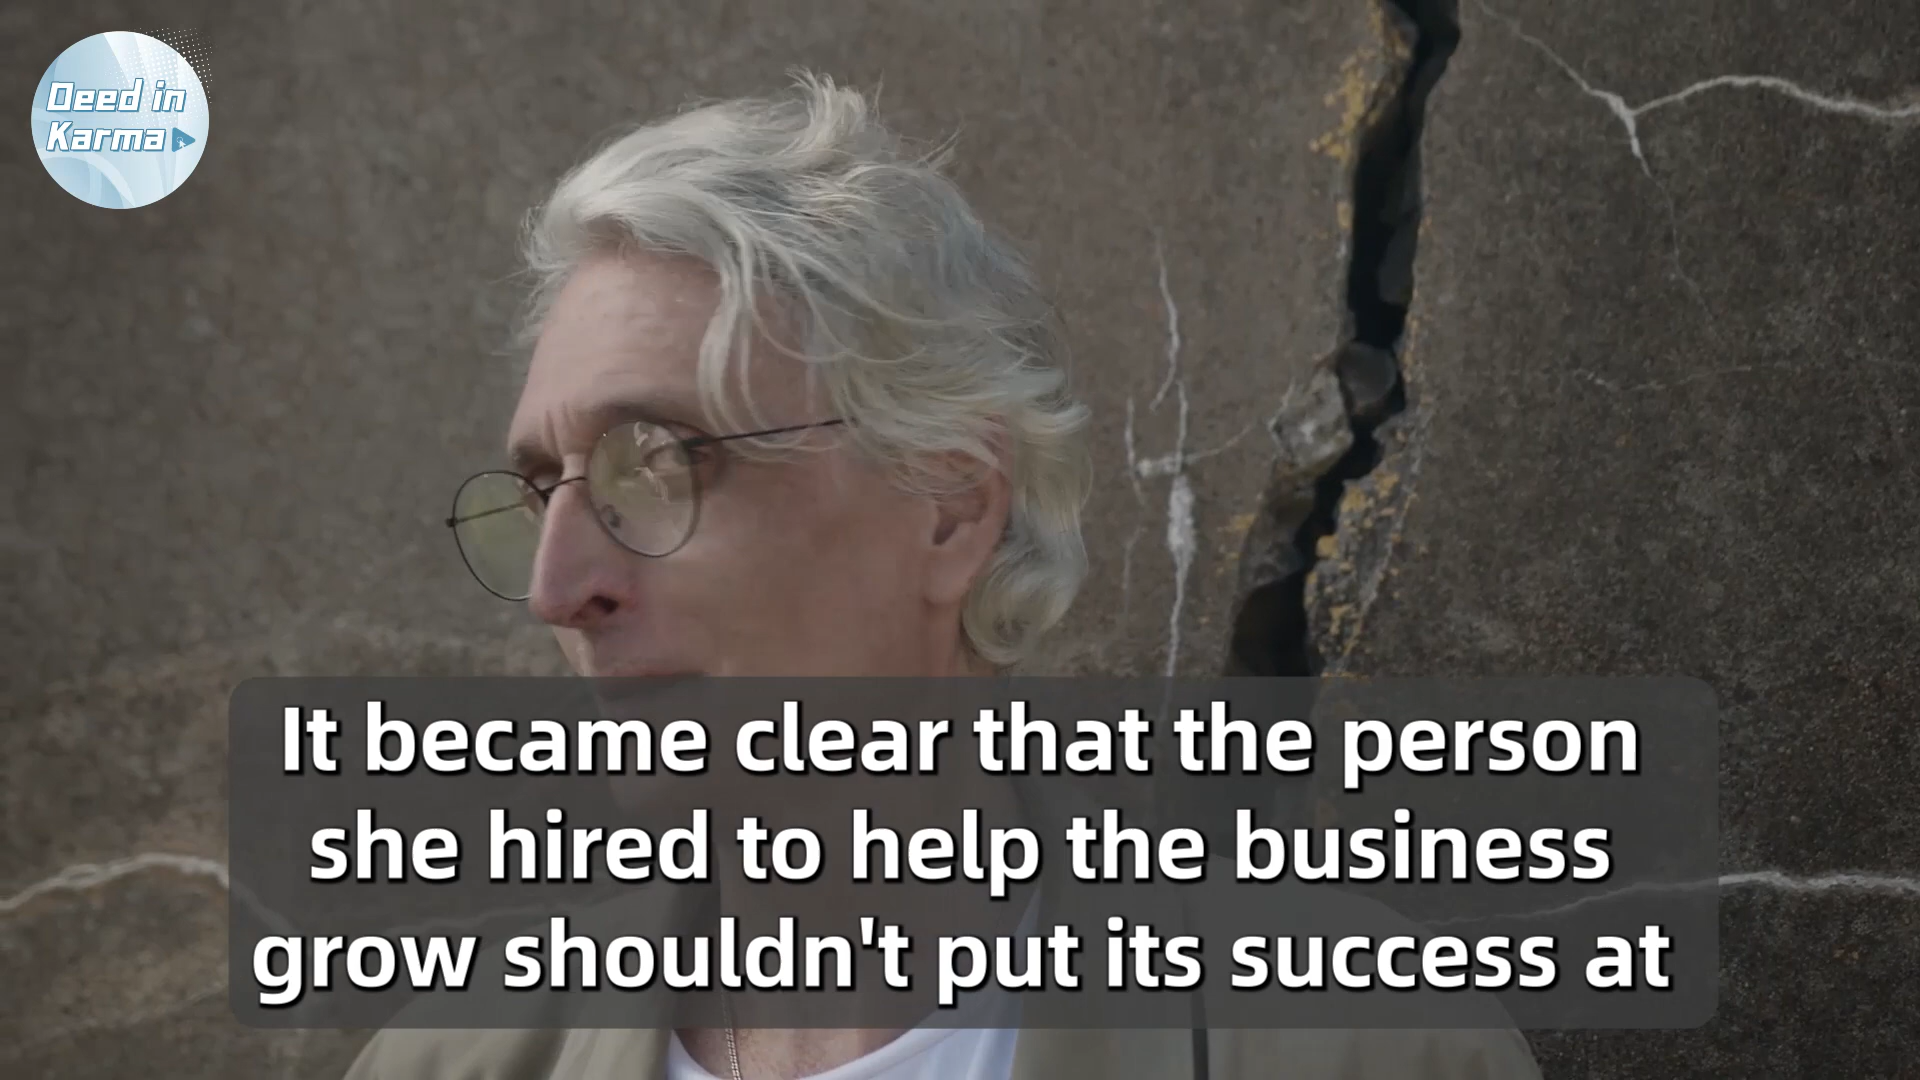 Deed in
Karma
It became clear that the person
she hired to help the business
grow shouldn't put its success at